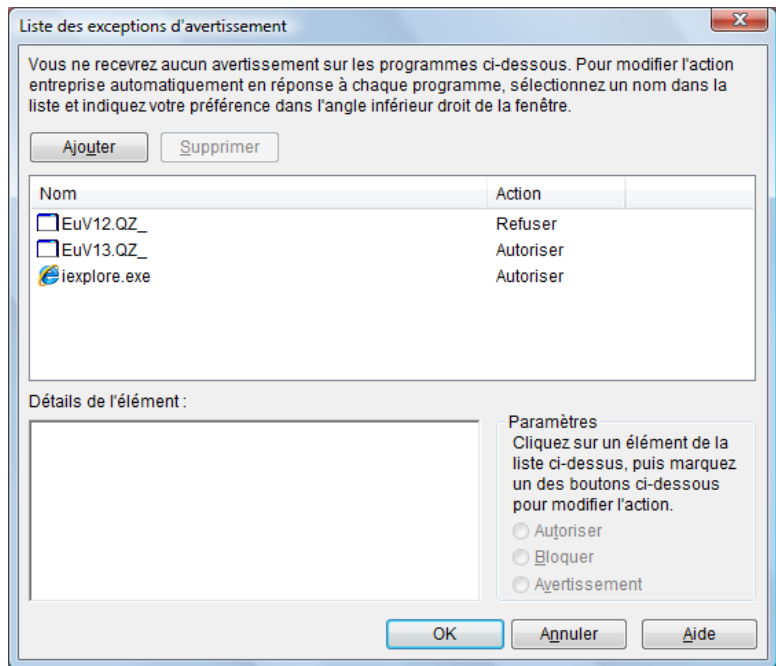 Liste des exceptions d'avertissement
Vous ne recevrez aucun avertissement sur les programmes ci-dessous. Pour modifier l'action
entreprise automatiquement en réponse à chaque programme, sélectionnez un nom dans la
liste et indiquez votre préférence dans l'angle inférieur droit de la fenêtre.
Ajouter Supprimer
Nom Action
EuV12.QZ_ Refuser
EuV13.QZ_ Autoriser
iexplore.exe Autoriser
Détails de l'élément :
Paramètres
Cliquez sur un élément de la
liste ci-dessus, puis marquez
un des boutons ci-dessous
pour modifier l'action.
Autoriser
Bloquer
Avertissement
OK Annuler Aide